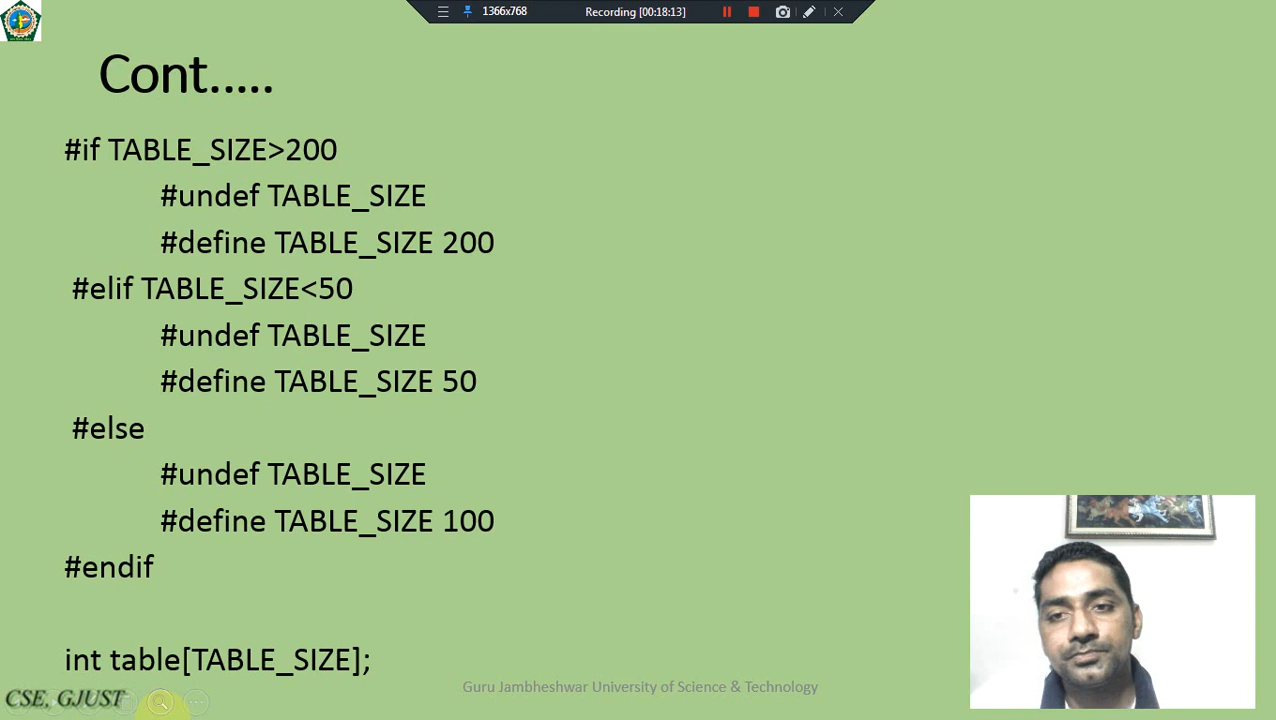 1366x768
Recording [00:18:13]
Cont.....
#if TABLE_SIZE>200
#undef TABLE_SIZE
#define TABLE_SIZE 200
#elif TABLE_SIZE<50
#undef TABLE_SIZE
#define TABLE_SIZE 50
#else
#undef TABLE_SIZE
#define TABLE_SIZE 100
#endif
int table[TABLE_SIZE];
CSE, GJUST
Guru Jambheshwar University of Science & Technology